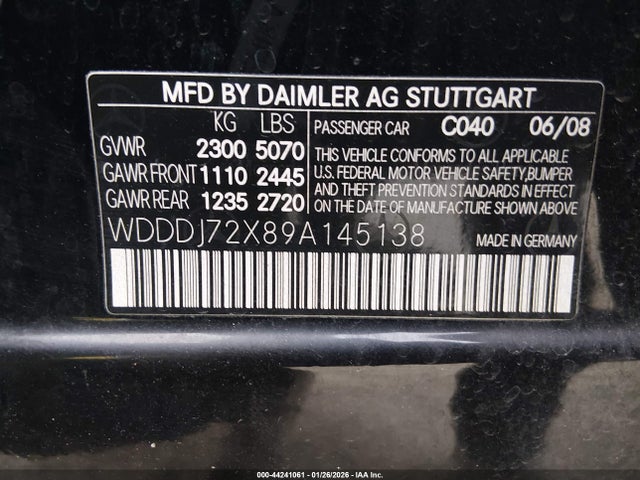 MFD BY DAIMLER AG STUTTGART
KG LBS
GVWR 2300 5070
GAWR FRONT 1110 2445
GAWR REAR 1235 2720
PASSENGER CAR C040 06/08
THIS VEHICLE CONFORMS TO ALL APPLICABLE
U.S. FEDERAL MOTOR VEHICLE SAFETY,BUMPER
AND THEFT PREVENTION STANDARDS IN EFFECT
ON THE DATE OF MANUFACTURE SHOWN ABOVE.
WDDDJ72X89A145138 MADE IN GERMANY
000-44241061 - 01/26/2026 - IAA Inc.